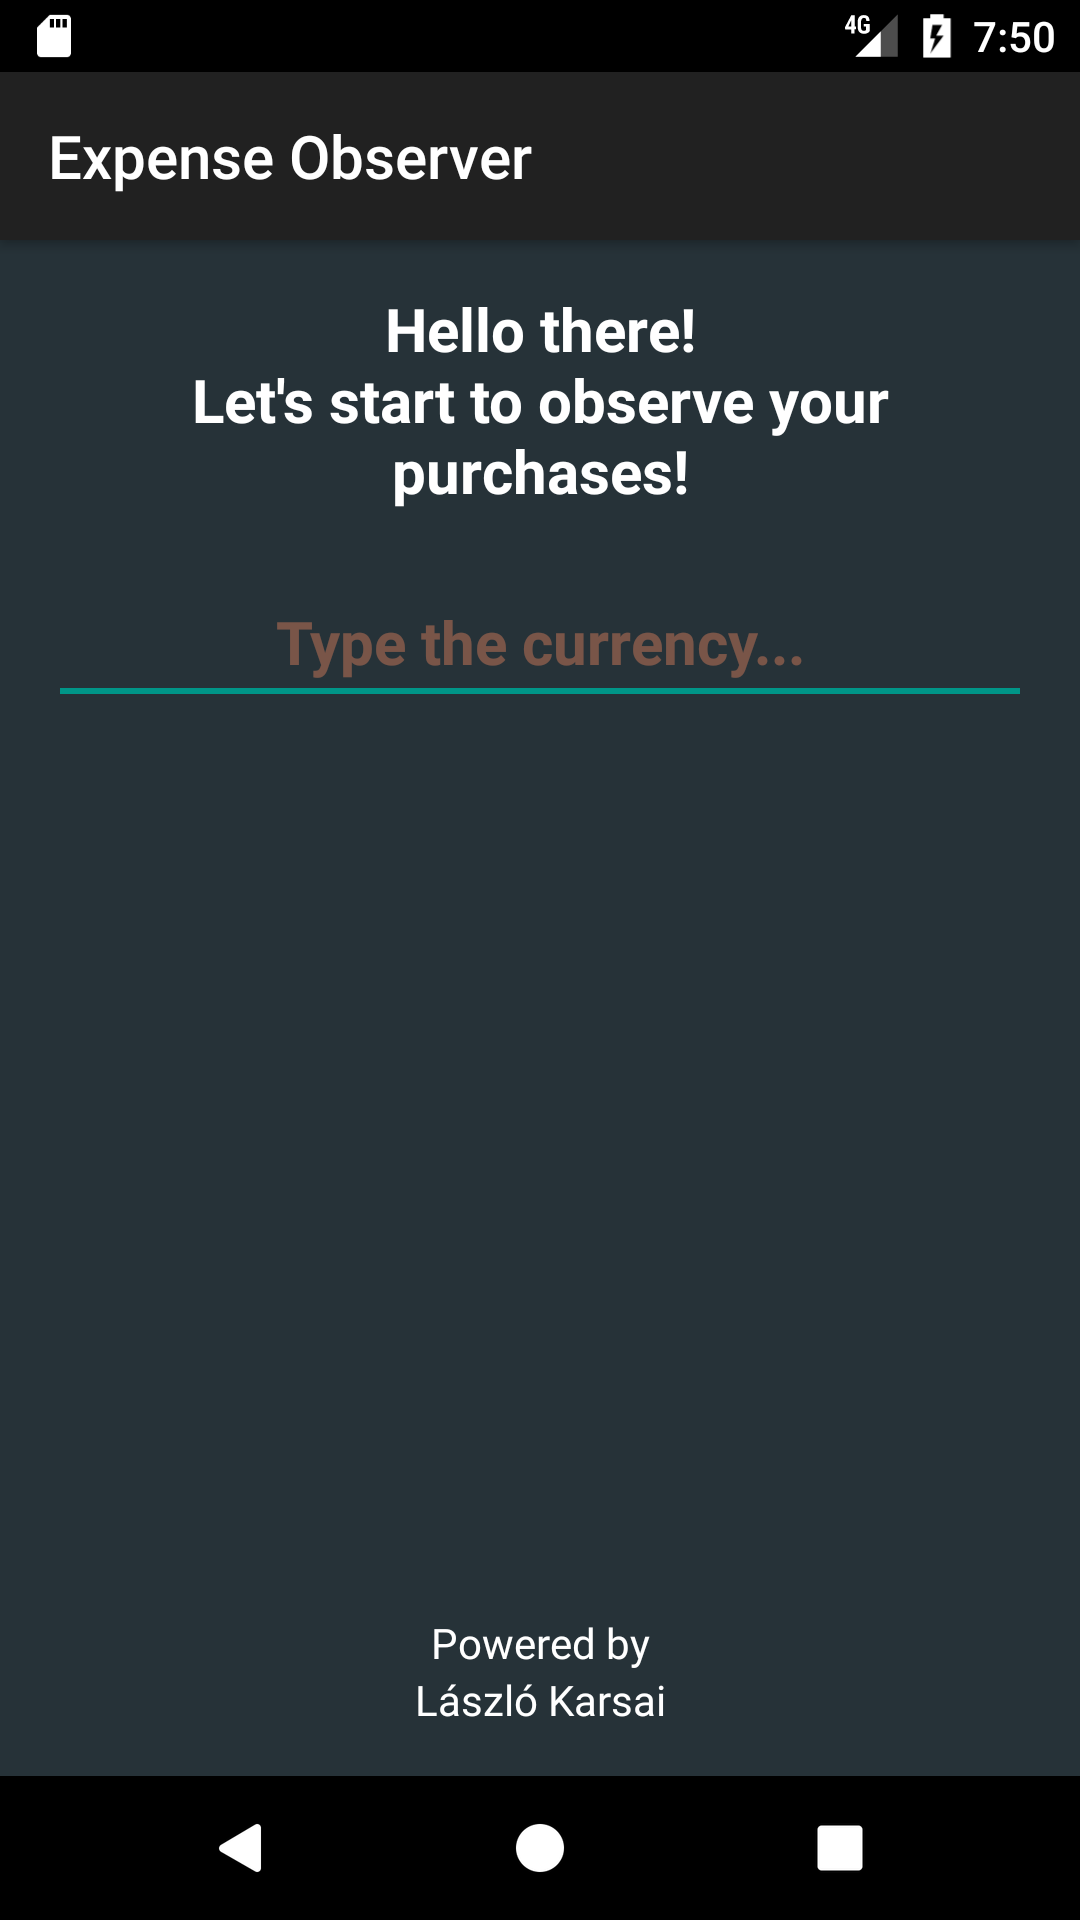 4G 7:50
Expense Observer
Hello there!
Let's start to observe your
purchases!
Type the currency...
Powered by
László Karsai